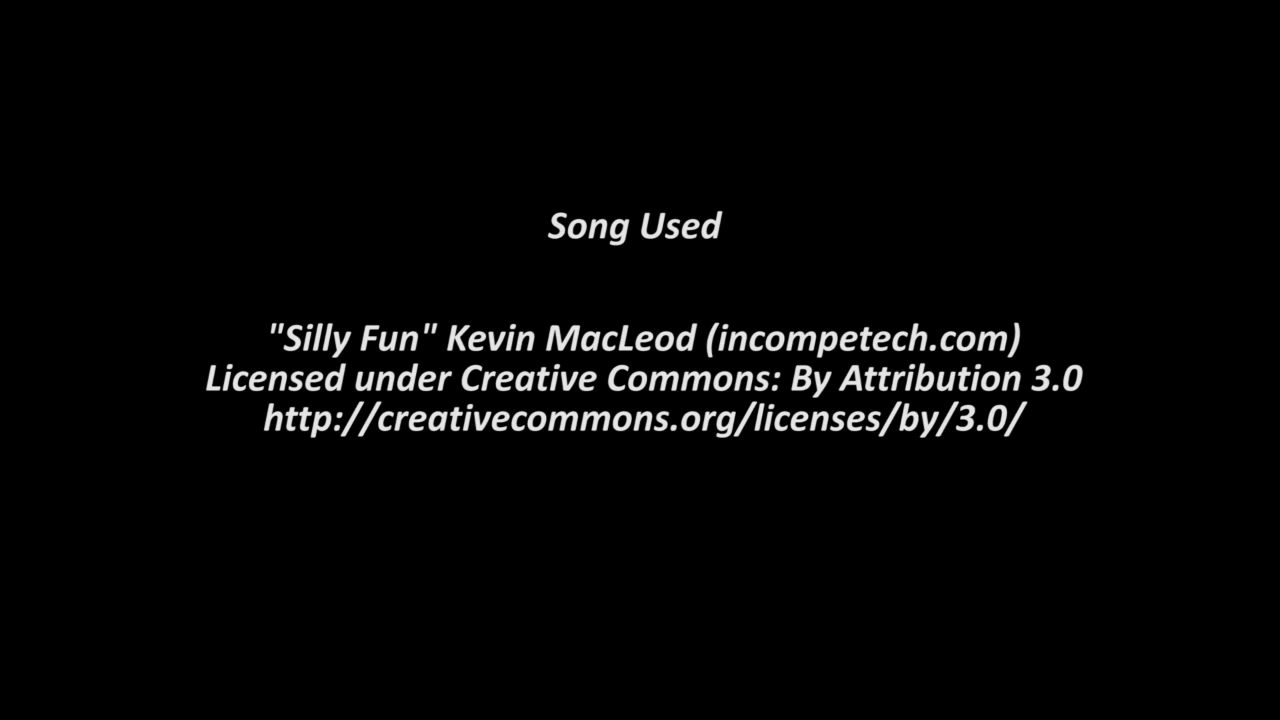 Song Used
"Silly Fun" Kevin MacLeod (incompetech.com)
Licensed under Creative Commons: By Attribution 3.0
http://creativecommons.org/licenses/by/3.0/